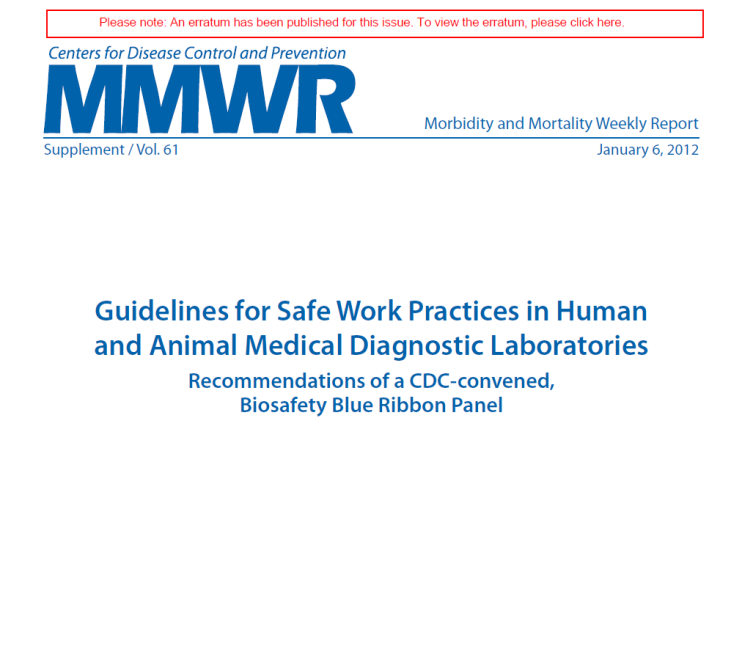 Please note: An erratum has been published for this issue. To view the erratum, please click here.
Centers for Disease Control and Prevention
MMWR
Morbidity and Mortality Weekly Report
Supplement / Vol. 61
January 6, 2012
Guidelines for Safe Work Practices in Human
and Animal Medical Diagnostic Laboratories
Recommendations of a CDC-convened,
Biosafety Blue Ribbon Panel